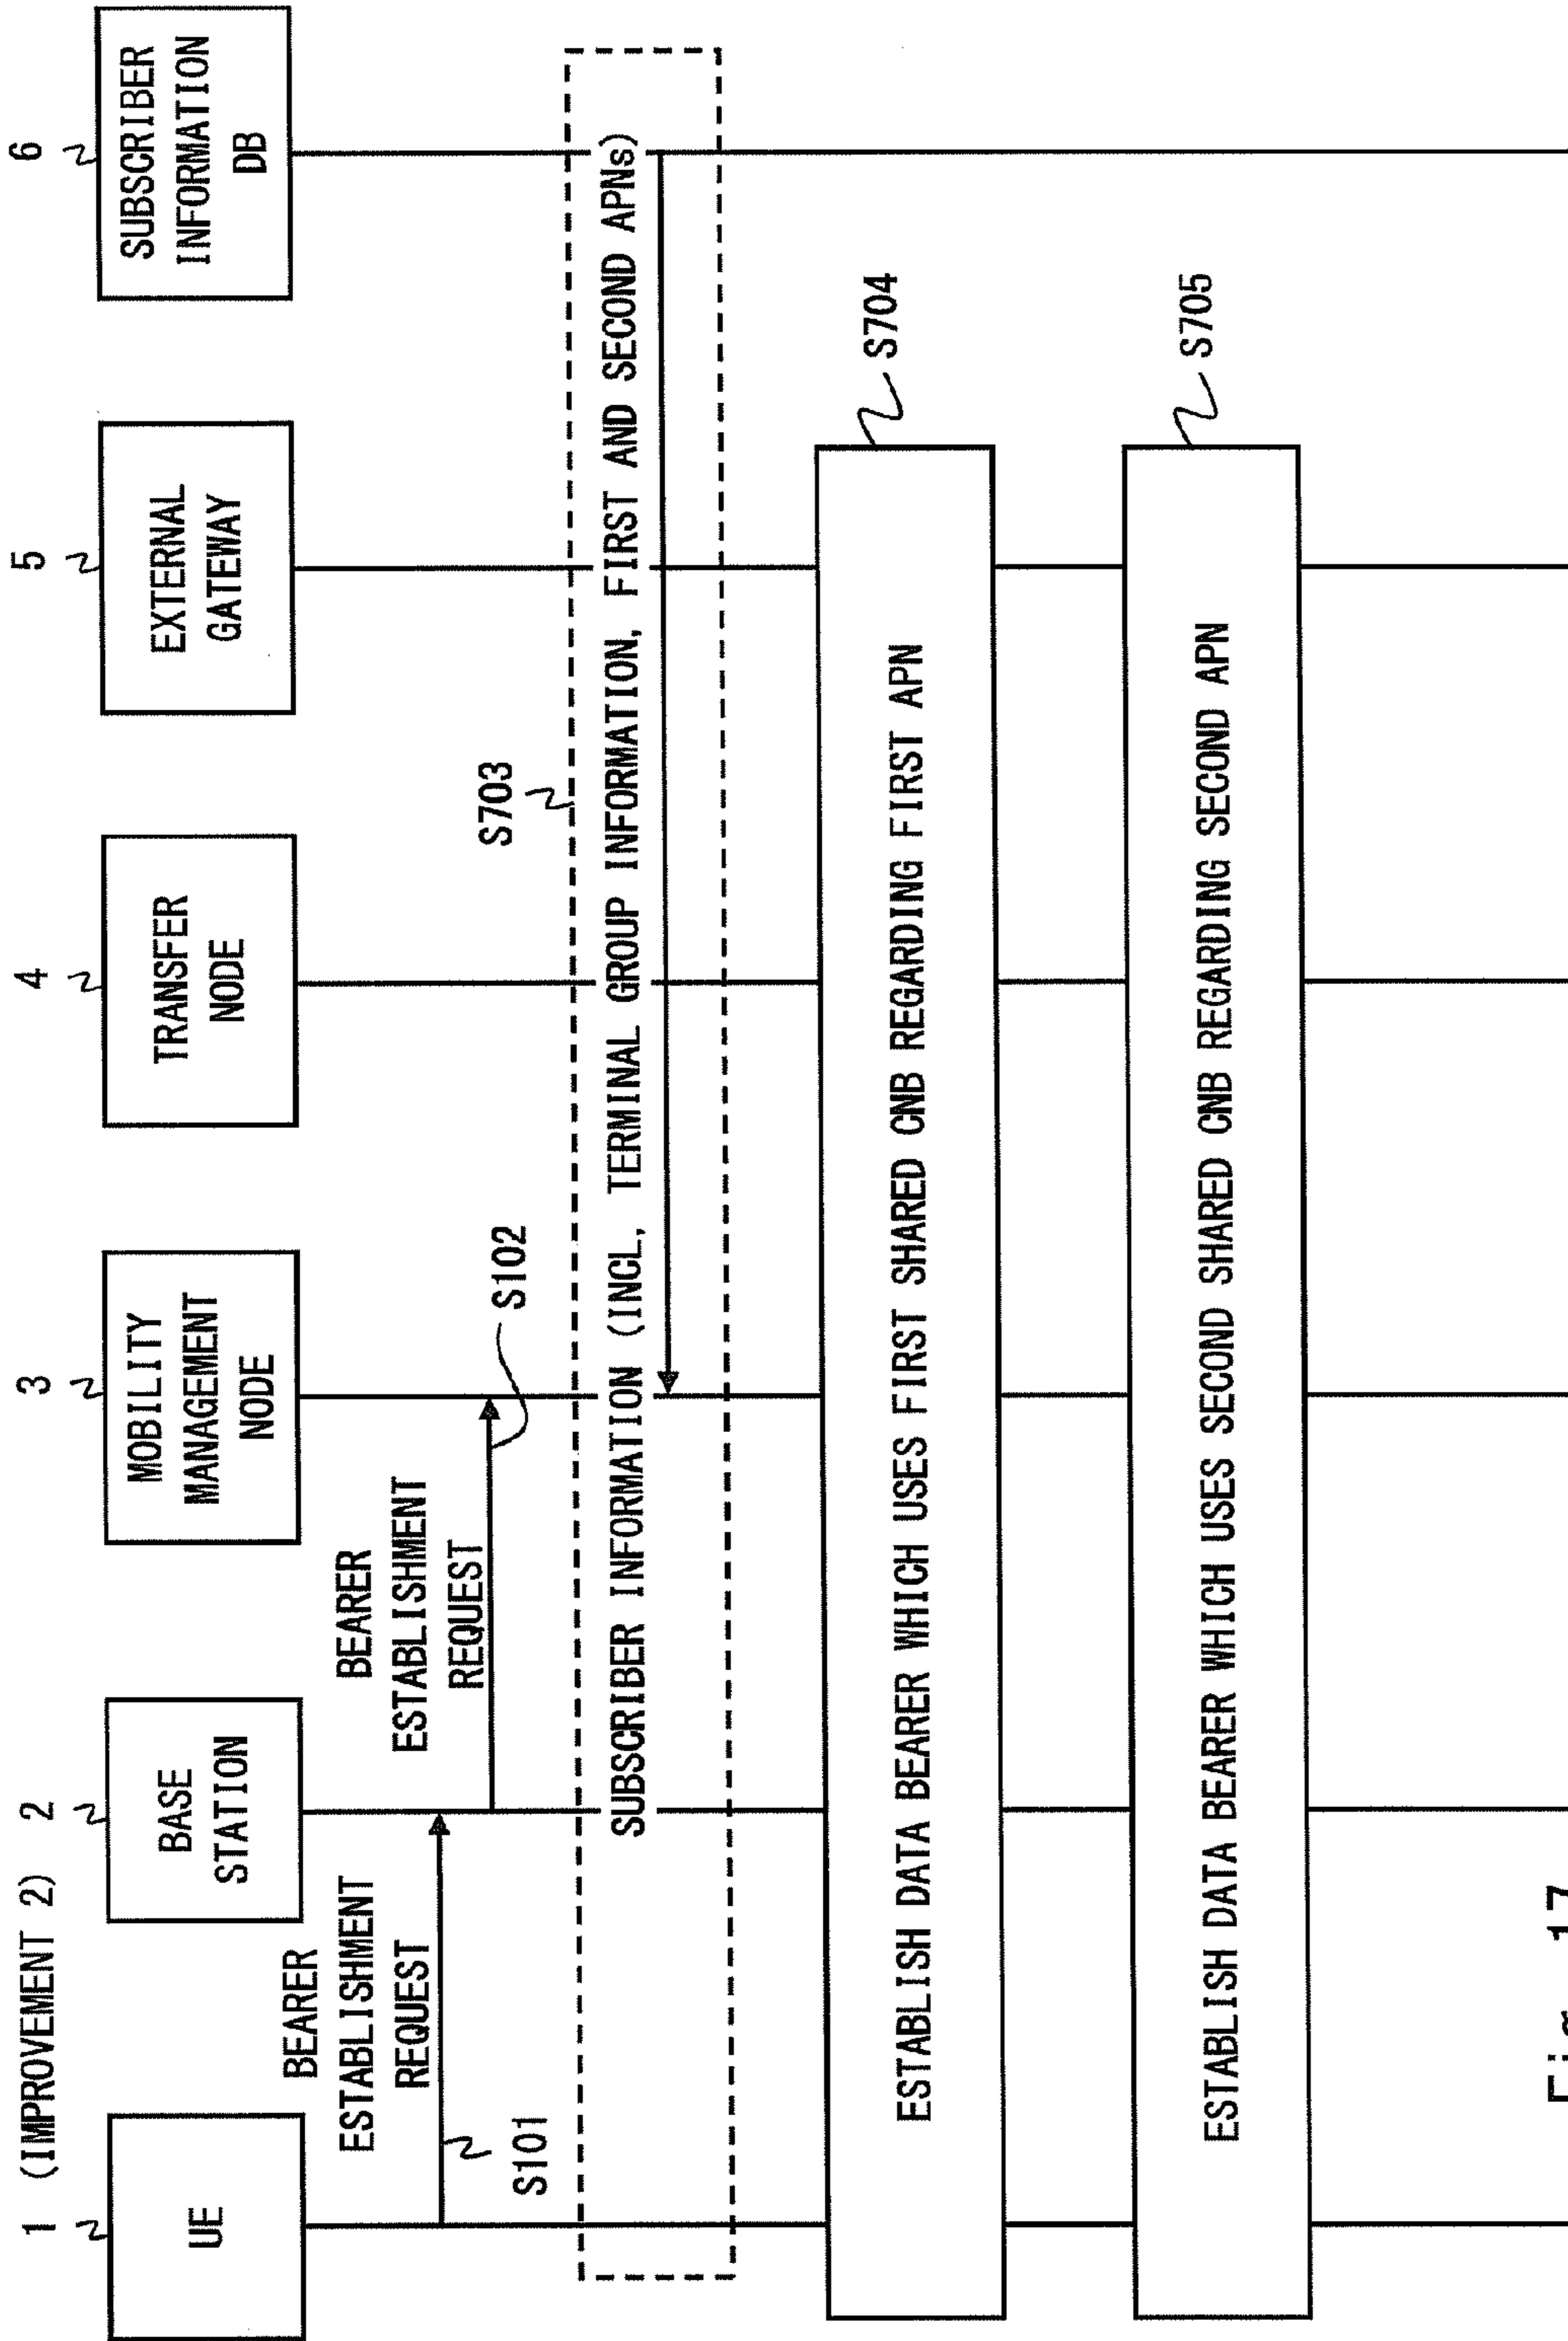 (IMPROVEMENT 2)
1
2
3
4
5
6
UE
BASE
STATION
MOBILITY
MANAGEMENT
NODE
TRANSFER
NODE
EXTERNAL
GATEWAY
SUBSCRIBER
INFORMATION
DB
BEARER
ESTABLISHMENT
REQUEST
S101
BEARER
ESTABLISHMENT
REQUEST
S102
S703
SUBSCRIBER INFORMATION (INCL, TERMINAL GROUP INFORMATION, FIRST AND SECOND APNs)
ESTABLISH DATA BEARER WHICH USES FIRST SHARED CNB REGARDING FIRST APN
S704
ESTABLISH DATA BEARER WHICH USES SECOND SHARED CNB REGARDING SECOND APN
S705
Fig. 17